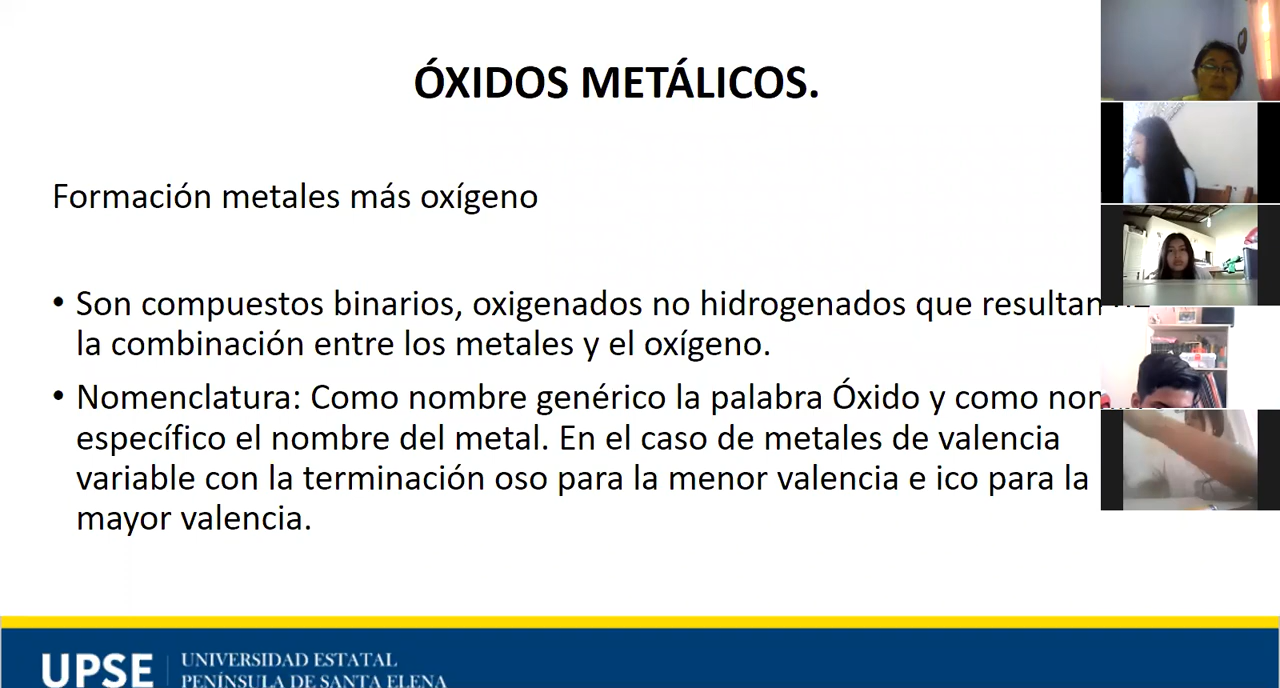 ÓXIDOS METÁLICOS.
Formación metales más oxígeno
• Son compuestos binarios, oxigenados no hidrogenados que resultan
la combinación entre los metales y el oxígeno.
• Nomenclatura: Como nombre genérico la palabra Óxido y como
específico el nombre del metal. En el caso de metales de valencia
variable con la terminación oso para la menor valencia e ico para la
mayor valencia.
UPSE
UNIVERSIDAD ESTATAL
PENÍNSULA DE SANTA ELENA